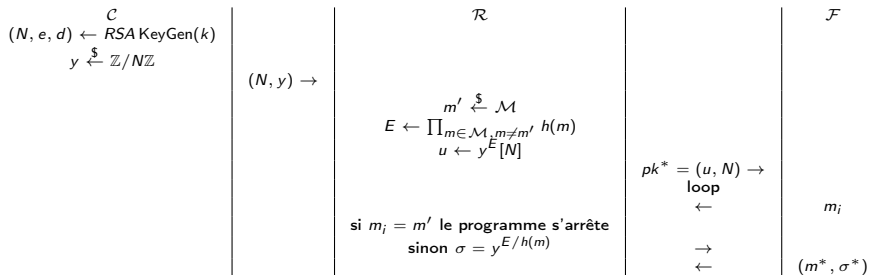 𝒞 ℛ ℱ
(N, e, d) ← RSA KeyGen(k)
y ←$ ℤ/Nℤ
(N, y) →
m′ ←$ ℳ
E ← ∏_{m∈ℳ, m≠m′} h(m)
u ← y^E [N]
pk* = (u, N) →
loop
← m_i
si m_i = m′ le programme s'arrête
sinon σ = y^{E/h(m)} →
← (m*, σ*)